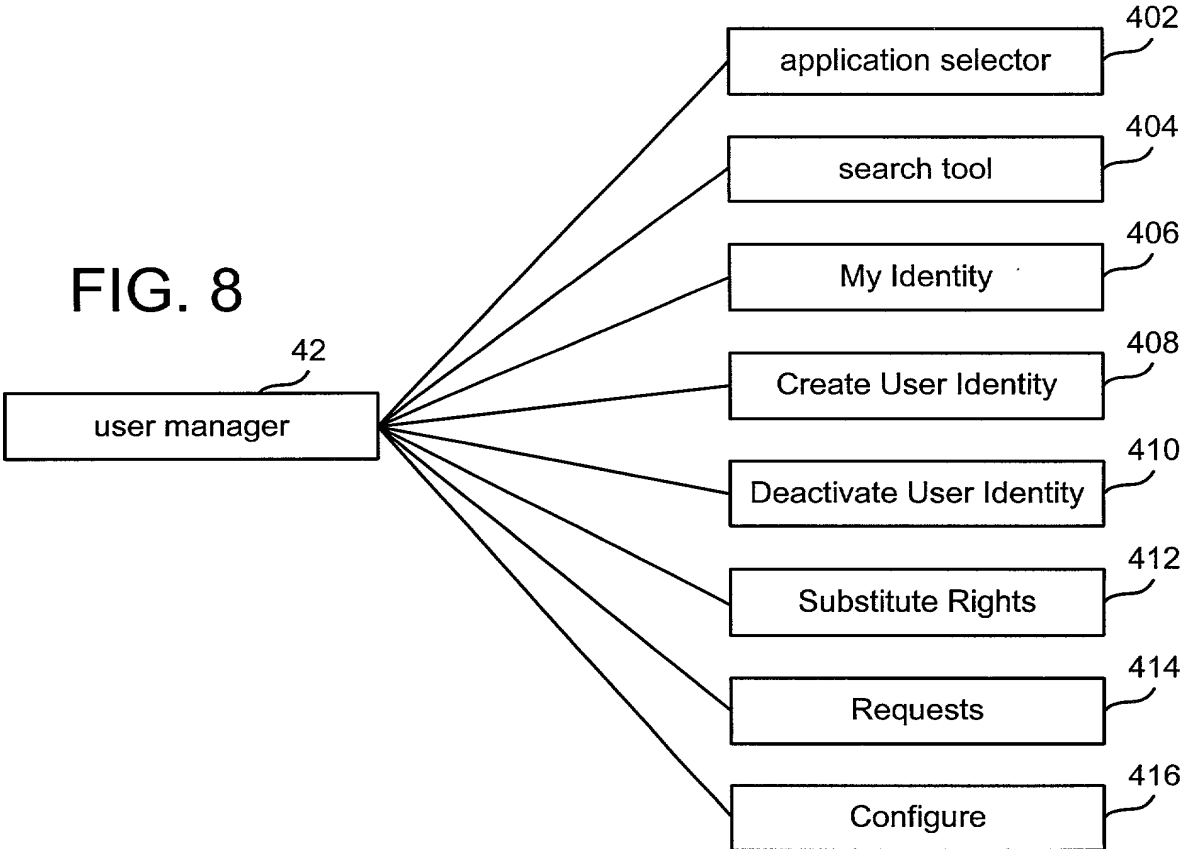 402
application selector
404
search tool
406
My Identity
FIG. 8
408
42
Create User Identity
user manager
410
Deactivate User Identity
412
Substitute Rights
414
Requests
416
Configure